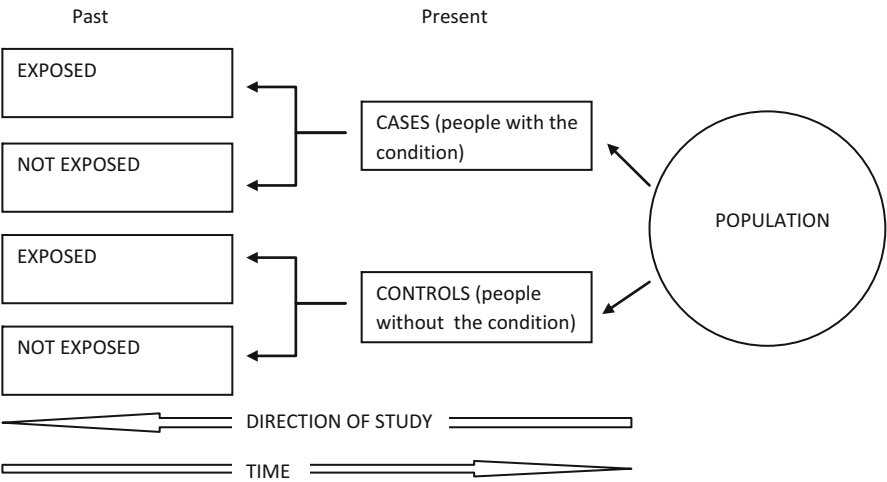 Past
Present
EXPOSED
NOT EXPOSED
EXPOSED
NOT EXPOSED
CASES (people with the
condition)
CONTROLS (people
without the condition)
POPULATION
DIRECTION OF STUDY
TIME